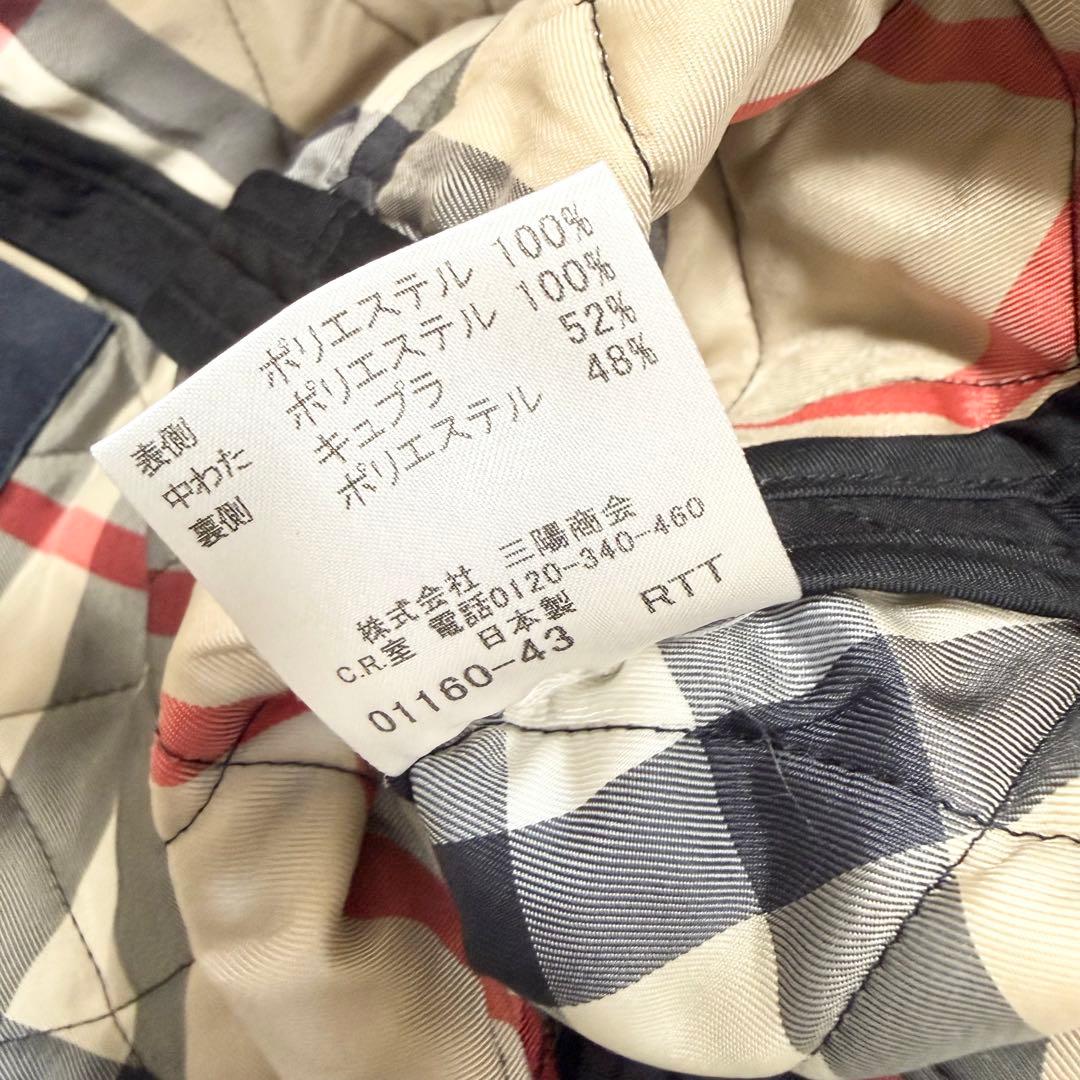 表側 ポリエステル 100%
中わた ポリエステル 100%
裏側 キュプラ 52%
ポリエステル 48%
株式会社 三陽商会
C.R.室 電話0120-340-460
日本製 RTT
01160-43